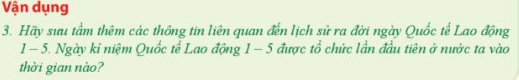 Vận dụng
3. Hãy sưu tầm thêm các thông tin liên quan đến lịch sử ra đời ngày Quốc tế Lao động
1 – 5. Ngày kỉ niệm Quốc tế Lao động 1 – 5 được tổ chức lần đầu tiên ở nước ta vào
thời gian nào?